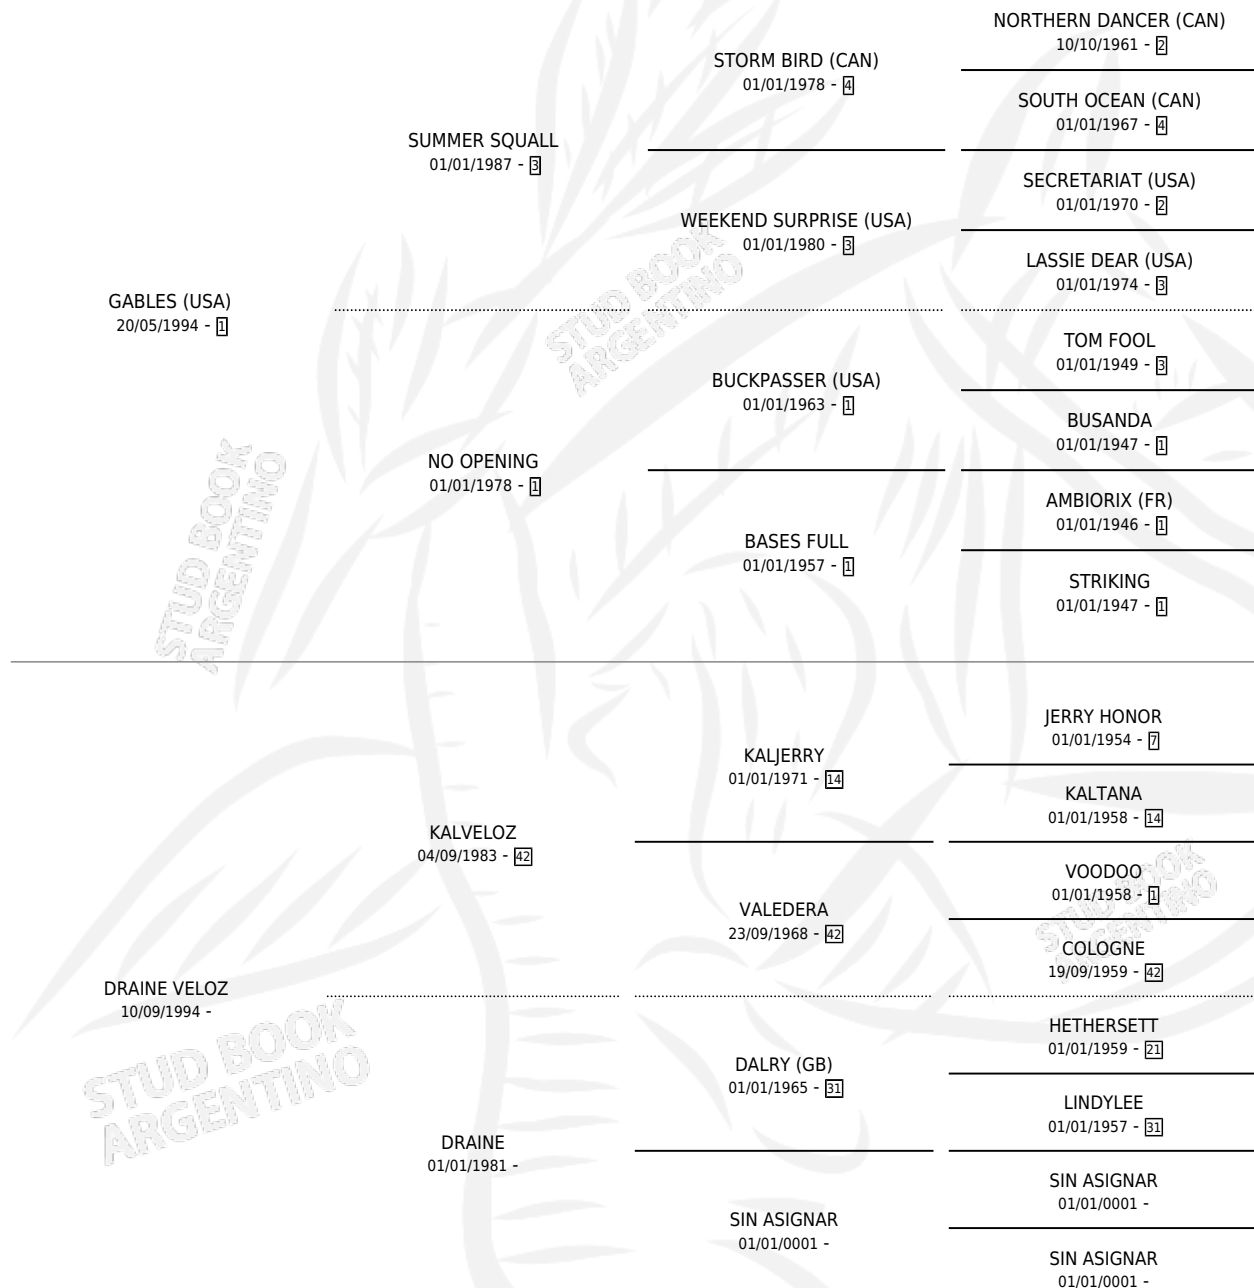 NORTHERN DANCER (CAN)
10/10/1961 - 2
STORM BIRD (CAN)
01/01/1978 - 4
SOUTH OCEAN (CAN)
01/01/1967 - 4
SUMMER SQUALL
01/01/1987 - 3
SECRETARIAT (USA)
01/01/1970 - 2
WEEKEND SURPRISE (USA)
01/01/1980 - 3
LASSIE DEAR (USA)
01/01/1974 - 3
GABLES (USA)
20/05/1994 - 1
TOM FOOL
01/01/1949 - 3
BUCKPASSER (USA)
01/01/1963 - 1
BUSANDA
01/01/1947 - 1
NO OPENING
01/01/1978 - 1
AMBIORIX (FR)
01/01/1946 - 1
BASES FULL
01/01/1957 - 1
STRIKING
01/01/1947 - 1
JERRY HONOR
01/01/1954 - 7
KALJERRY
01/01/1971 - 14
KALTANA
01/01/1958 - 14
KALVELOZ
04/09/1983 - 42
VOODOO
01/01/1958 - 1
VALEDERA
23/09/1968 - 42
COLOGNE
19/09/1959 - 42
DRAINE VELOZ
10/09/1994 -
HETHERSETT
01/01/1959 - 21
DALRY (GB)
01/01/1965 - 31
LINDYLEE
01/01/1957 - 31
DRAINE
01/01/1981 -
SIN ASIGNAR
01/01/0001 -
SIN ASIGNAR
01/01/0001 -
SIN ASIGNAR
01/01/0001 -
STUD BOOK
ARGENTINO
STUD BOOK
ARGENTINO
STUD BOOK
ARGENTINO
STUD BOOK
ARGENTINO